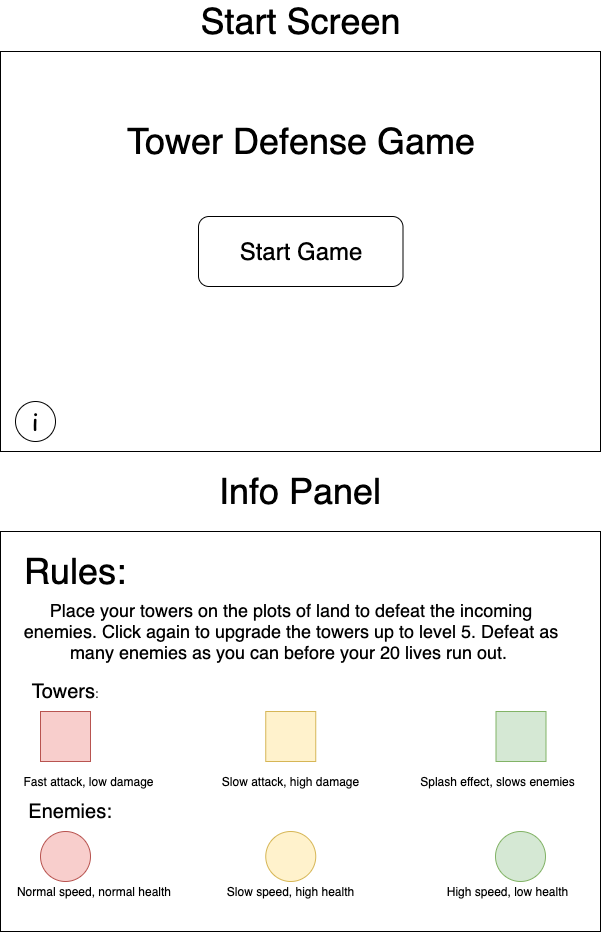 Start Screen
Tower Defense Game
Start Game
i
Info Panel
Rules:
Place your towers on the plots of land to defeat the incoming
enemies. Click again to upgrade the towers up to level 5. Defeat as
many enemies as you can before your 20 lives run out.
Towers:
Fast attack, low damage
Slow attack, high damage
Splash effect, slows enemies
Enemies:
Normal speed, normal health
Slow speed, high health
High speed, low health